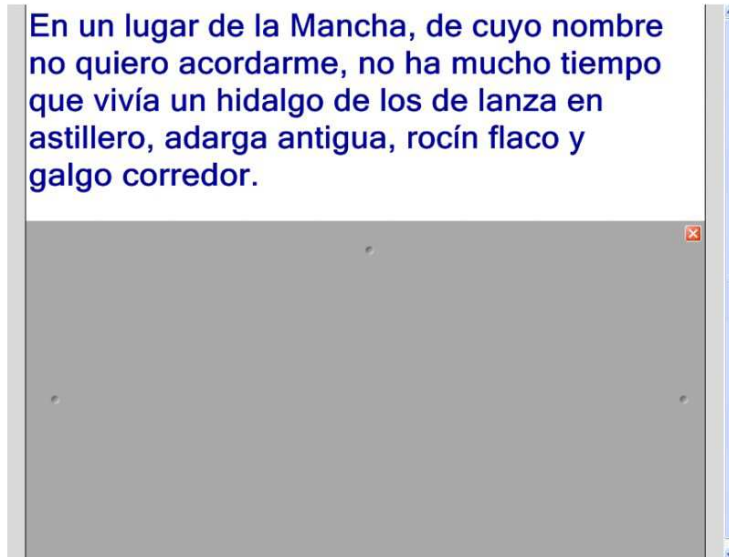 En un lugar de la Mancha, de cuyo nombre
no quiero acordarme, no ha mucho tiempo
que vivía un hidalgo de los de lanza en
astillero, adarga antigua, rocín flaco y
galgo corredor.